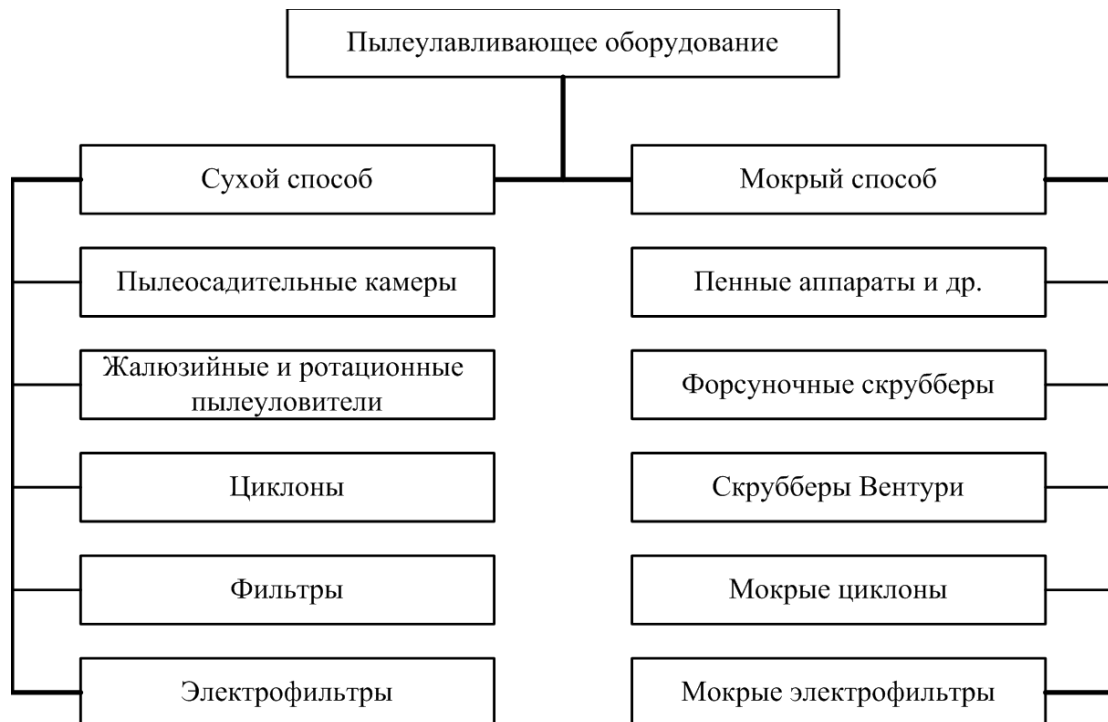 Пылеулавливающее оборудование
Сухой способ
Мокрый способ
Пылеосадительные камеры
Пенные аппараты и др.
Жалюзийные и ротационные
пылеуловители
Форсуночные скрубберы
Циклоны
Скрубберы Вентури
Фильтры
Мокрые циклоны
Электрофильтры
Мокрые электрофильтры